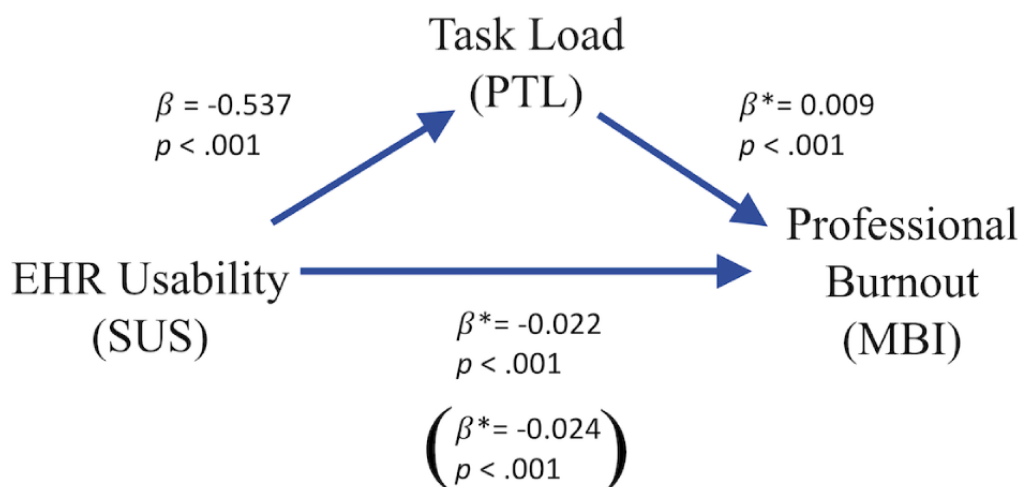 Task Load
(PTL)
β = -0.537
p < .001
β*= 0.009
p < .001
EHR Usability
(SUS)
Professional
Burnout
(MBI)
β*= -0.022
p < .001
(β*= -0.024
p < .001)